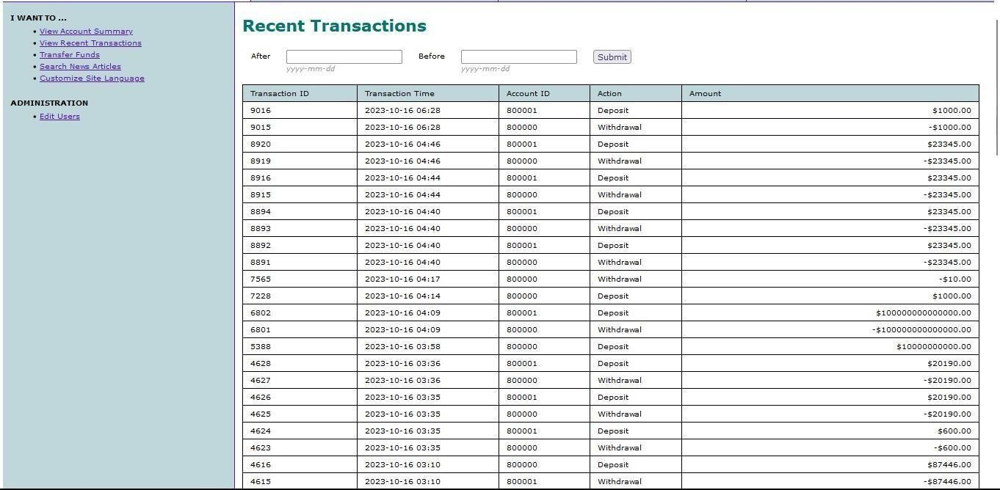 I WANT TO ...
• View Account Summary
• View Recent Transactions
• Transfer Funds
• Search News Articles
• Customize Site Language
ADMINISTRATION
• Edit Users
Recent Transactions
After Before Submit
yyyy-mm-dd yyyy-mm-dd
Transaction ID Transaction Time Account ID Action Amount
9016 2023-10-16 06:28 800001 Deposit $1000.00
9015 2023-10-16 06:28 800000 Withdrawal -$1000.00
8920 2023-10-16 04:46 800001 Deposit $23345.00
8919 2023-10-16 04:46 800000 Withdrawal -$23345.00
8916 2023-10-16 04:44 800001 Deposit $23345.00
8915 2023-10-16 04:44 800000 Withdrawal -$23345.00
8894 2023-10-16 04:40 800001 Deposit $23345.00
8893 2023-10-16 04:40 800000 Withdrawal -$23345.00
8892 2023-10-16 04:40 800001 Deposit $23345.00
8891 2023-10-16 04:40 800000 Withdrawal -$23345.00
7565 2023-10-16 04:17 800000 Withdrawal -$10.00
7228 2023-10-16 04:14 800000 Deposit $1000.00
6802 2023-10-16 04:09 800001 Deposit $100000000000000.00
6801 2023-10-16 04:09 800000 Withdrawal -$100000000000000.00
5388 2023-10-16 03:58 800000 Deposit $10000000000.00
4628 2023-10-16 03:36 800001 Deposit $20190.00
4627 2023-10-16 03:36 800000 Withdrawal -$20190.00
4626 2023-10-16 03:35 800001 Deposit $20190.00
4625 2023-10-16 03:35 800000 Withdrawal -$20190.00
4624 2023-10-16 03:35 800001 Deposit $600.00
4623 2023-10-16 03:35 800000 Withdrawal -$600.00
4616 2023-10-16 03:10 800000 Deposit $87446.00
4615 2023-10-16 03:10 800001 Withdrawal -$87446.00